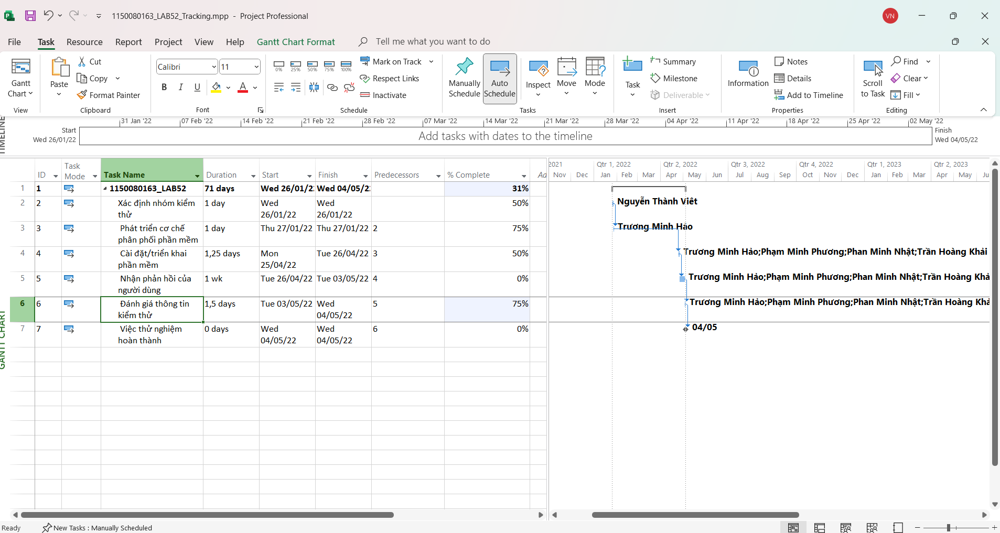 1150080163_LAB52_Tracking.mpp - Project Professional
VN
File Task Resource Report Project View Help Gantt Chart Format Tell me what you want to do
Gantt Chart
View
Paste
Cut
Copy
Format Painter
Clipboard
Calibri 11
B I U A
Font
0% 25% 50% 75% 100%
Mark on Track
Respect Links
Inactivate
Schedule
Manually Schedule
Auto Schedule
Inspect
Move
Mode
Tasks
Task
Summary
Milestone
Deliverable
Insert
Information
Notes
Details
Add to Timeline
Properties
Scroll to Task
Find
Clear
Fill
Editing
TIMELINE
31 Jan '22 07 Feb '22 14 Feb '22 21 Feb '22 28 Feb '22 07 Mar '22 14 Mar '22 21 Mar '22 28 Mar '22 04 Apr '22 11 Apr '22 18 Apr '22 25 Apr '22 02 May '22
Start
Wed 26/01/22
Add tasks with dates to the timeline
Finish
Wed 04/05/22
ID Task Mode Task Name Duration Start Finish Predecessors % Complete Ad
2021 Qtr 1, 2022 Qtr 2, 2022 Qtr 3, 2022 Qtr 4, 2022 Qtr 1, 2023 Qtr 2, 2023
Nov Dec Jan Feb Mar Apr May Jun Jul Aug Sep Oct Nov Dec Jan Feb Mar Apr May Ju
1 1 1150080163_LAB52 71 days Wed 26/01/2 Wed 04/05/2 31%
2 2 Xác định nhóm kiểm thử 1 day Wed 26/01/22 Wed 26/01/22 50%
Nguyễn Thành Viêt
3 3 Phát triển cơ chế phân phối phần mềm 1 day Thu 27/01/22 Thu 27/01/22 2 75%
Trương Minh Hảo
4 4 Cài đặt/triển khai phần mềm 1,25 days Mon 25/04/22 Tue 26/04/22 3 50%
Trương Minh Hảo;Phạm Minh Phương;Phan Minh Nhật;Trần Hoàng Khải
5 5 Nhận phản hồi của người dùng 1 wk Tue 26/04/22 Tue 03/05/22 4 0%
Trương Minh Hảo;Phạm Minh Phương;Phan Minh Nhật;Trần Hoàng Khả
6 6 Đánh giá thông tin kiểm thử 1,5 days Tue 03/05/22 Wed 04/05/22 5 75%
Trương Minh Hảo;Phạm Minh Phương;Phan Minh Nhật;Trần Hoàng Khả
7 7 Việc thử nghiệm hoàn thành 0 days Wed 04/05/22 Wed 04/05/22 6 0%
04/05
GANTT CHART
Ready New Tasks : Manually Scheduled